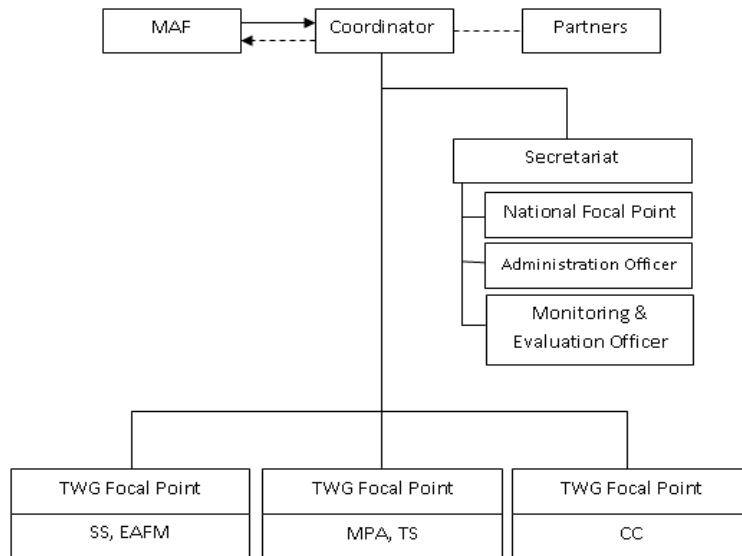 MAF
Coordinator
Partners
Secretariat
National Focal Point
Administration Officer
Monitoring &
Evaluation Officer
TWG Focal Point
SS, EAFM
TWG Focal Point
MPA, TS
TWG Focal Point
CC